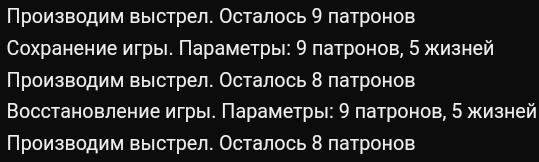 Производим выстрел. Осталось 9 патронов
Сохранение игры. Параметры: 9 патронов, 5 жизней
Производим выстрел. Осталось 8 патронов
Восстановление игры. Параметры: 9 патронов, 5 жизней
Производим выстрел. Осталось 8 патронов